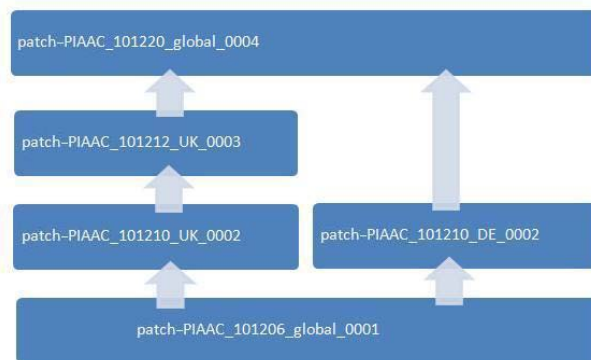 patch–PIAAC_101220_global_0004
patch–PIAAC_101212_UK_0003
patch–PIAAC_101210_UK_0002
patch–PIAAC_101210_DE_0002
patch–PIAAC_101206_global_0001